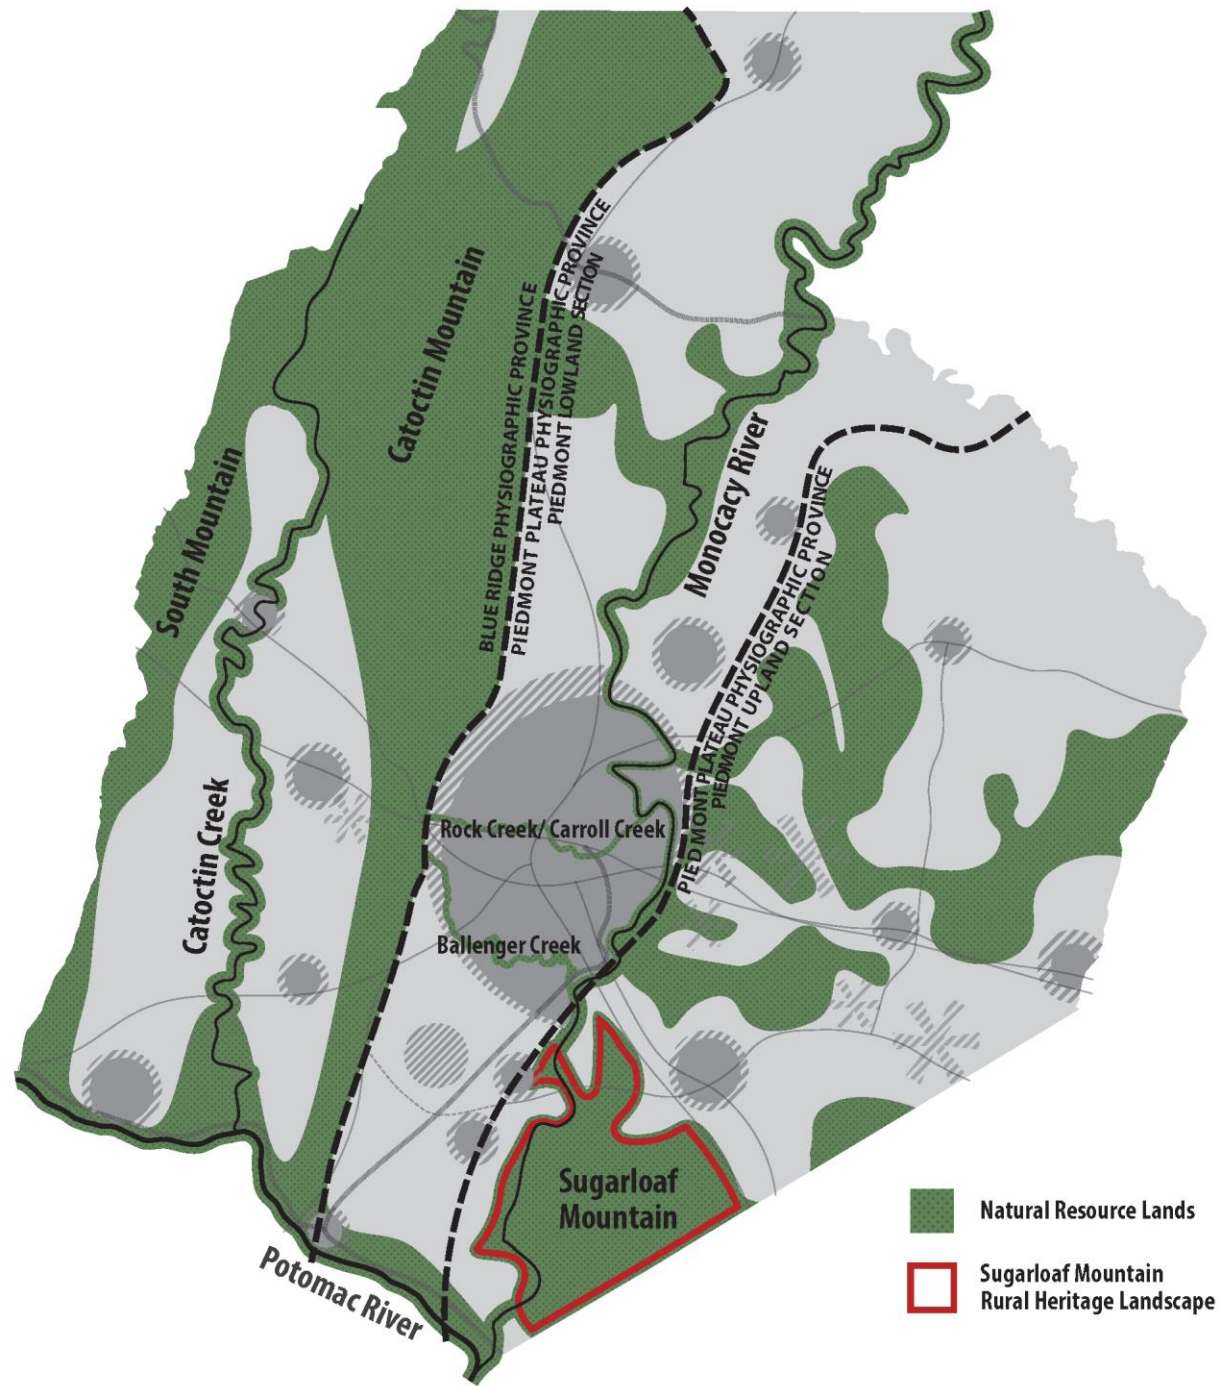 Catoctin Mountain
BLUE RIDGE PHYSIOGRAPHIC PROVINCE
PIEDMONT PLATEAU PHYSIOGRAPHIC PROVINCE
PIEDMONT LOWLAND SECTION
South Mountain
Monocacy River
PIEDMONT PLATEAU PHYSIOGRAPHIC PROVINCE
PIEDMONT UPLAND SECTION
Catoctin Creek
Rock Creek/ Carroll Creek
Ballenger Creek
Sugarloaf
Mountain
Potomac River
Natural Resource Lands
Sugarloaf Mountain
Rural Heritage Landscape